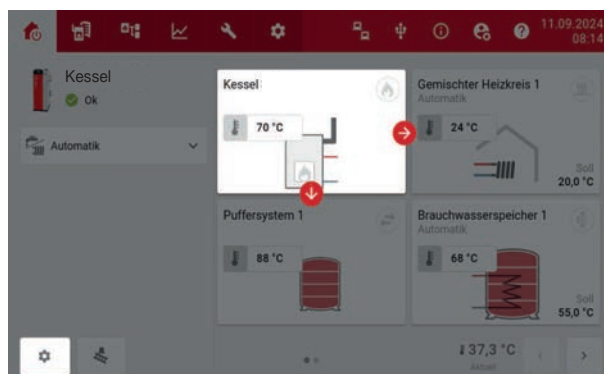 11.09.2024
08:14
Kessel
Ok
Automatik
Kessel
70 °C
Gemischter Heizkreis 1
Automatik
24 °C
Soll
20,0 °C
Puffersystem 1
88 °C
Brauchwasserspeicher 1
Automatik
68 °C
Soll
55,0 °C
37,3 °C
Aktuell